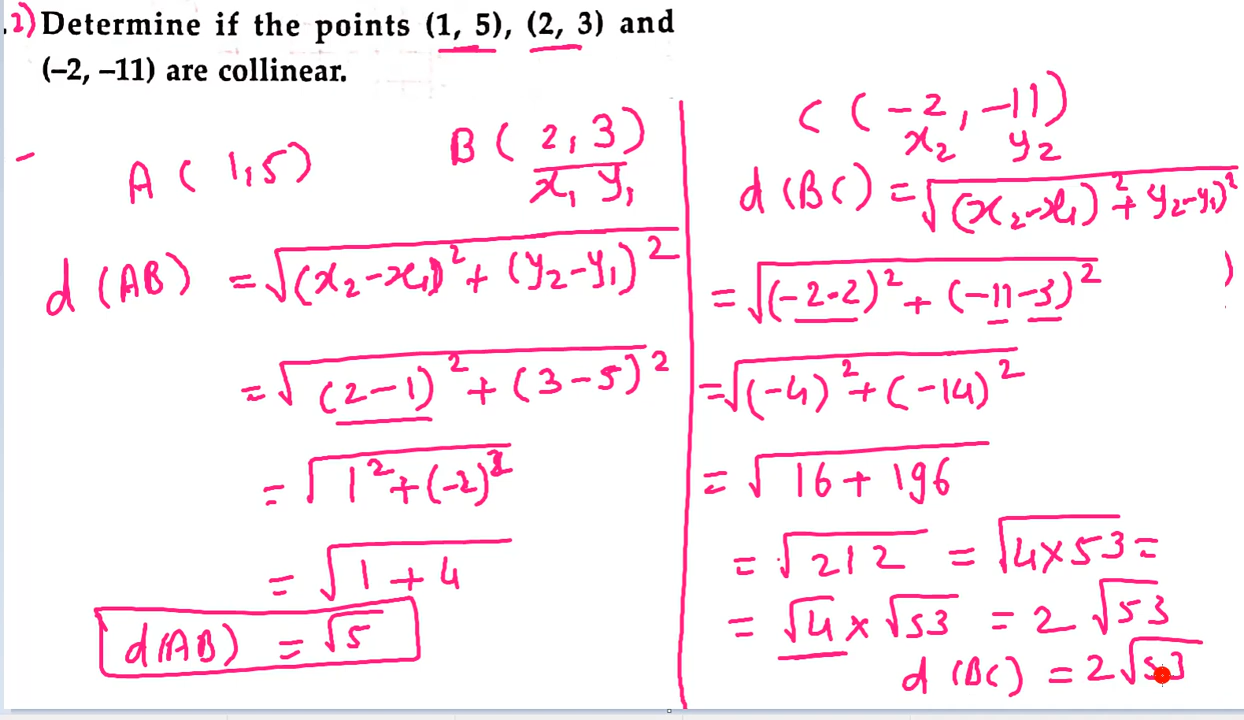 .2) Determine if the points (1, 5), (2, 3) and
(–2, –11) are collinear.
A ( 1,5)
B ( 2, 3)
x₁ y₁
d (AB) = √(x₂-x₁)² + (y₂-y₁)²
= √(2-1)² + (3-5)²
= √1² + (-2)²
= √1 + 4
d(AB) = √5
C (-2, -11)
x₂ y₂
d (BC) = √(x₂-x₁)² + y₂-y₁)²
= √(-2-2)² + (-11-3)²
= √(-4)² + (-14)²
= √16 + 196
= √212 = √4×53 =
= √4 × √53 = 2 √53
d (BC) = 2√53
)